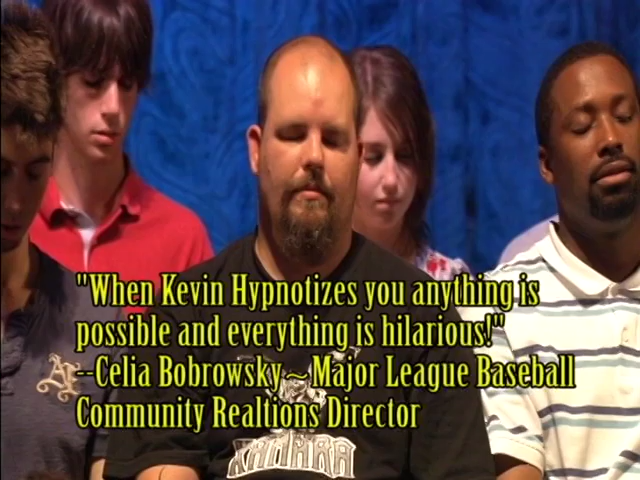 "When Kevin Hypnotizes you anything is
possible and everything is hilarious!"
--Celia Bobrowsky~Major League Baseball
Community Realtions Director
XAMARA